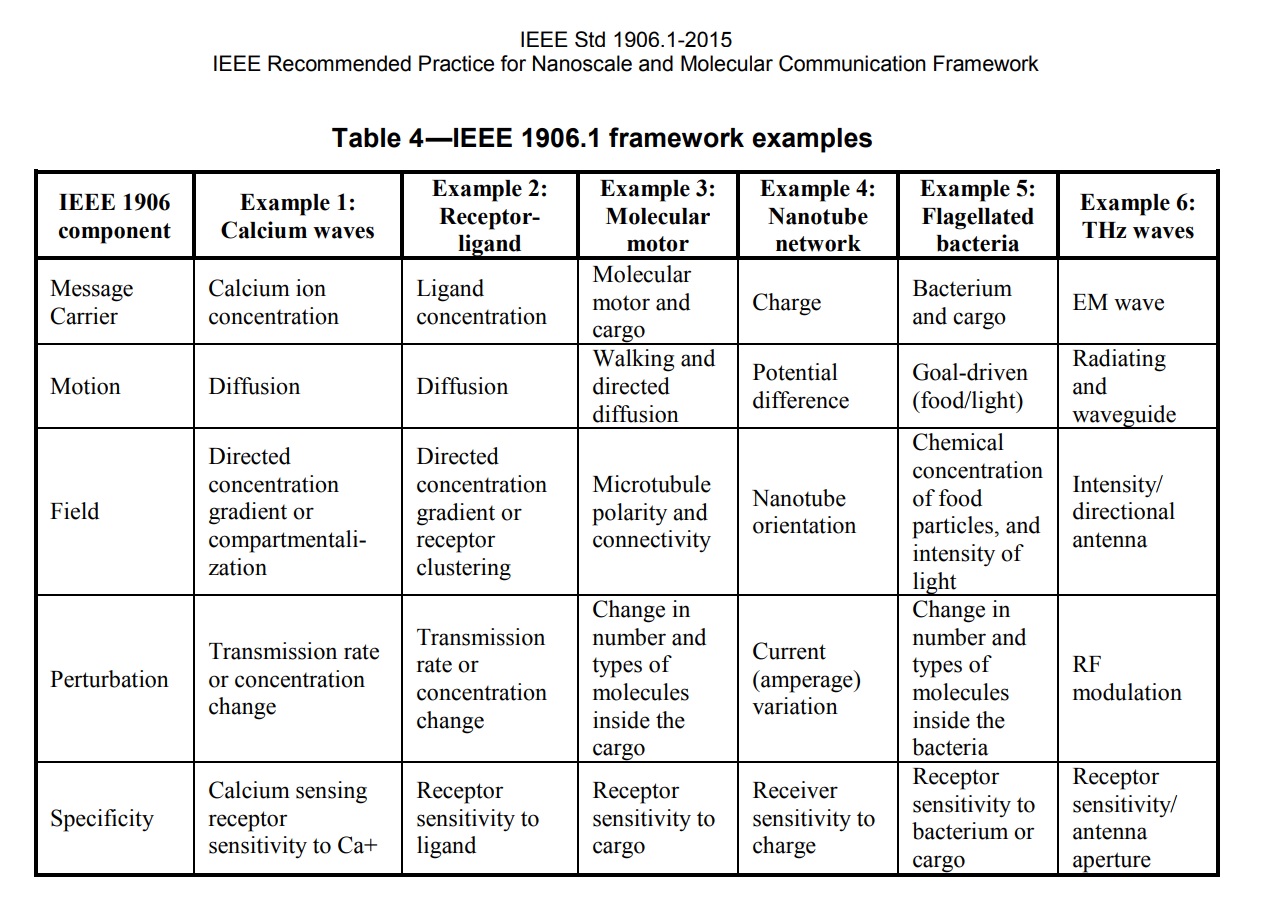 IEEE Std 1906.1-2015
IEEE Recommended Practice for Nanoscale and Molecular Communication Framework
Table 4—IEEE 1906.1 framework examples
IEEE 1906
component
Example 1:
Calcium waves
Example 2:
Receptor-
ligand
Example 3:
Molecular
motor
Example 4:
Nanotube
network
Example 5:
Flagellated
bacteria
Example 6:
THz waves
Message
Carrier
Calcium ion
concentration
Ligand
concentration
Molecular
motor and
cargo
Charge
Bacterium
and cargo
EM wave
Motion
Diffusion
Diffusion
Walking and
directed
diffusion
Potential
difference
Goal-driven
(food/light)
Radiating
and
waveguide
Field
Directed
concentration
gradient or
compartmentali-
zation
Directed
concentration
gradient or
receptor
clustering
Microtubule
polarity and
connectivity
Nanotube
orientation
Chemical
concentration
of food
particles, and
intensity of
light
Intensity/
directional
antenna
Perturbation
Transmission rate
or concentration
change
Transmission
rate or
concentration
change
Change in
number and
types of
molecules
inside the
cargo
Current
(amperage)
variation
Change in
number and
types of
molecules
inside the
bacteria
RF
modulation
Specificity
Calcium sensing
receptor
sensitivity to Ca+
Receptor
sensitivity to
ligand
Receptor
sensitivity to
cargo
Receiver
sensitivity to
charge
Receptor
sensitivity to
bacterium or
cargo
Receptor
sensitivity/
antenna
aperture